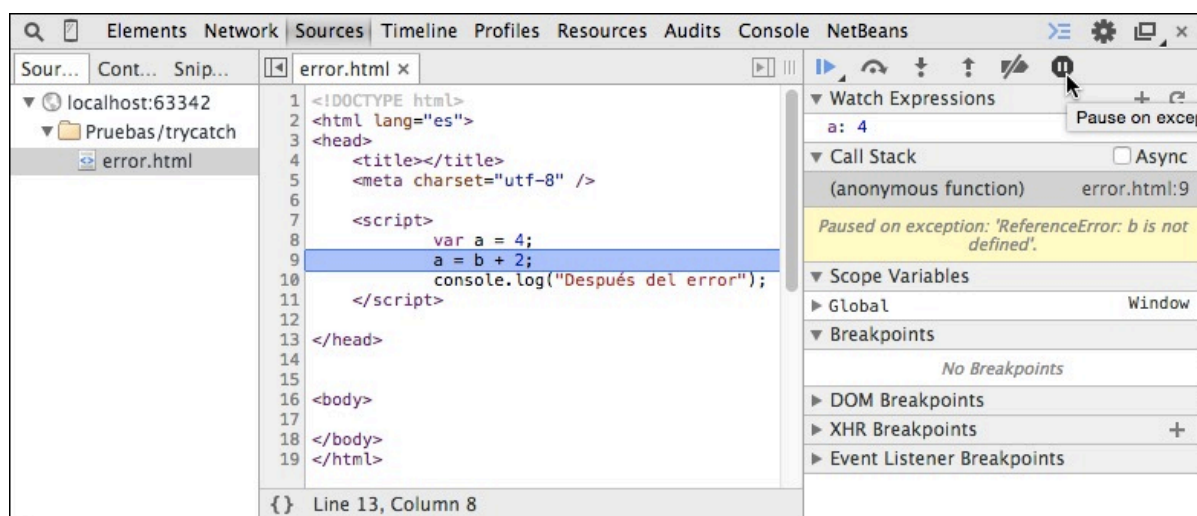 Elements Network Sources Timeline Profiles Resources Audits Console NetBeans
Sour... Cont... Snip...
error.html ×
localhost:63342
Pruebas/trycatch
error.html
1 <!DOCTYPE html>
2 <html lang="es">
3 <head>
4 <title></title>
5 <meta charset="utf-8" />
6
7 <script>
8 var a = 4;
9 a = b + 2;
10 console.log("Después del error");
11 </script>
12
13 </head>
14
15
16 <body>
17
18 </body>
19 </html>
{} Line 13, Column 8
Watch Expressions
Pause on excep
a: 4
Call Stack
Async
(anonymous function) error.html:9
Paused on exception: 'ReferenceError: b is not
defined'.
Scope Variables
Global Window
Breakpoints
No Breakpoints
DOM Breakpoints
XHR Breakpoints
Event Listener Breakpoints